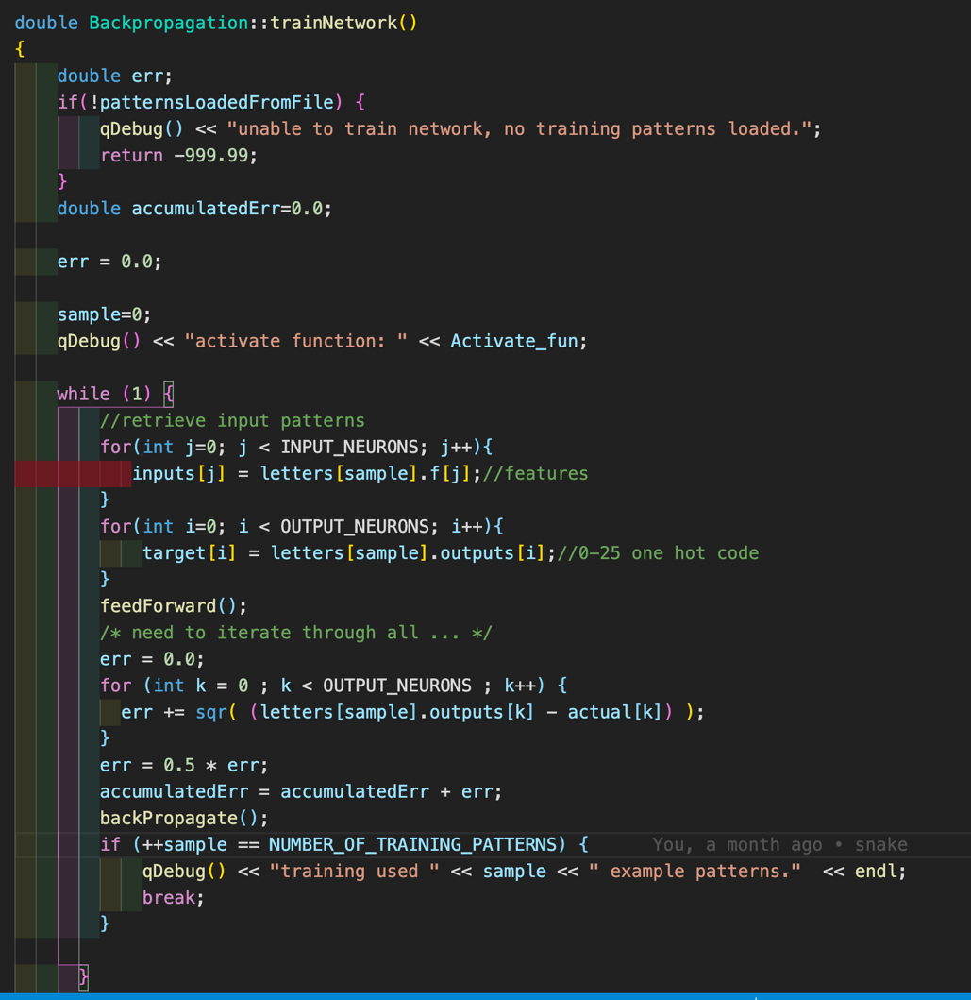 double Backpropagation::trainNetwork()
{
double err;
if(!patternsLoadedFromFile) {
qDebug() << "unable to train network, no training patterns loaded.";
return -999.99;
}
double accumulatedErr=0.0;
err = 0.0;
sample=0;
qDebug() << "activate function: " << Activate_fun;
while (1) {
//retrieve input patterns
for(int j=0; j < INPUT_NEURONS; j++){
inputs[j] = letters[sample].f[j];//features
}
for(int i=0; i < OUTPUT_NEURONS; i++){
target[i] = letters[sample].outputs[i];//0-25 one hot code
}
feedForward();
/* need to iterate through all ... */
err = 0.0;
for (int k = 0 ; k < OUTPUT_NEURONS ; k++) {
err += sqr( (letters[sample].outputs[k] - actual[k]) );
}
err = 0.5 * err;
accumulatedErr = accumulatedErr + err;
backPropagate();
if (++sample == NUMBER_OF_TRAINING_PATTERNS) { You, a month ago • snake
qDebug() << "training used " << sample << " example patterns."  << endl;
break;
}
}